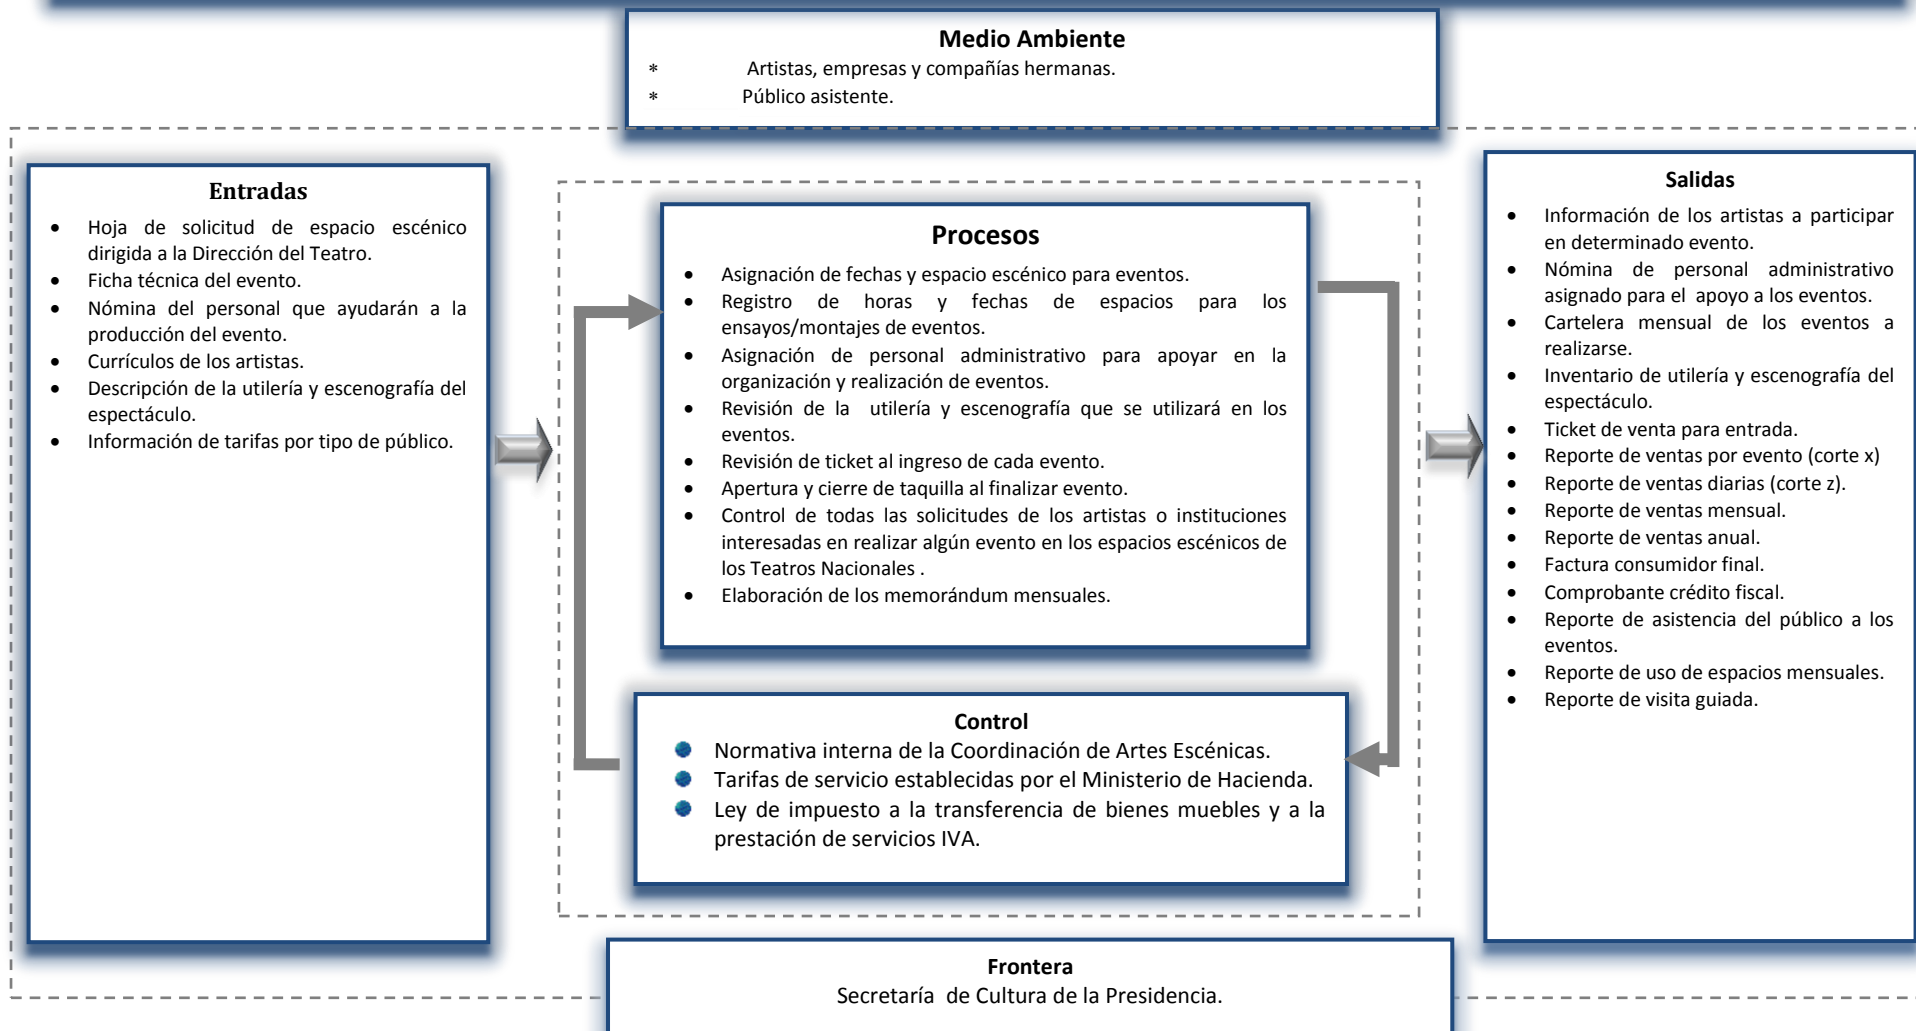 Medio Ambiente
* Artistas, empresas y compañías hermanas.
* Público asistente.
Entradas
• Hoja de solicitud de espacio escénico
dirigida a la Dirección del Teatro.
• Ficha técnica del evento.
• Nómina del personal que ayudarán a la
producción del evento.
• Currículos de los artistas.
• Descripción de la utilería y escenografía del
espectáculo.
• Información de tarifas por tipo de público.
Procesos
• Asignación de fechas y espacio escénico para eventos.
• Registro de horas y fechas de espacios para los
ensayos/montajes de eventos.
• Asignación de personal administrativo para apoyar en la
organización y realización de eventos.
• Revisión de la utilería y escenografía que se utilizará en los
eventos.
• Revisión de ticket al ingreso de cada evento.
• Apertura y cierre de taquilla al finalizar evento.
• Control de todas las solicitudes de los artistas o instituciones
interesadas en realizar algún evento en los espacios escénicos de
los Teatros Nacionales .
• Elaboración de los memorándum mensuales.
Control
Normativa interna de la Coordinación de Artes Escénicas.
Tarifas de servicio establecidas por el Ministerio de Hacienda.
Ley de impuesto a la transferencia de bienes muebles y a la
prestación de servicios IVA.
Salidas
• Información de los artistas a participar
en determinado evento.
• Nómina de personal administrativo
asignado para el apoyo a los eventos.
• Cartelera mensual de los eventos a
realizarse.
• Inventario de utilería y escenografía del
espectáculo.
• Ticket de venta para entrada.
• Reporte de ventas por evento (corte x)
• Reporte de ventas diarias (corte z).
• Reporte de ventas mensual.
• Reporte de ventas anual.
• Factura consumidor final.
• Comprobante crédito fiscal.
• Reporte de asistencia del público a los
eventos.
• Reporte de uso de espacios mensuales.
• Reporte de visita guiada.
Frontera
Secretaría de Cultura de la Presidencia.